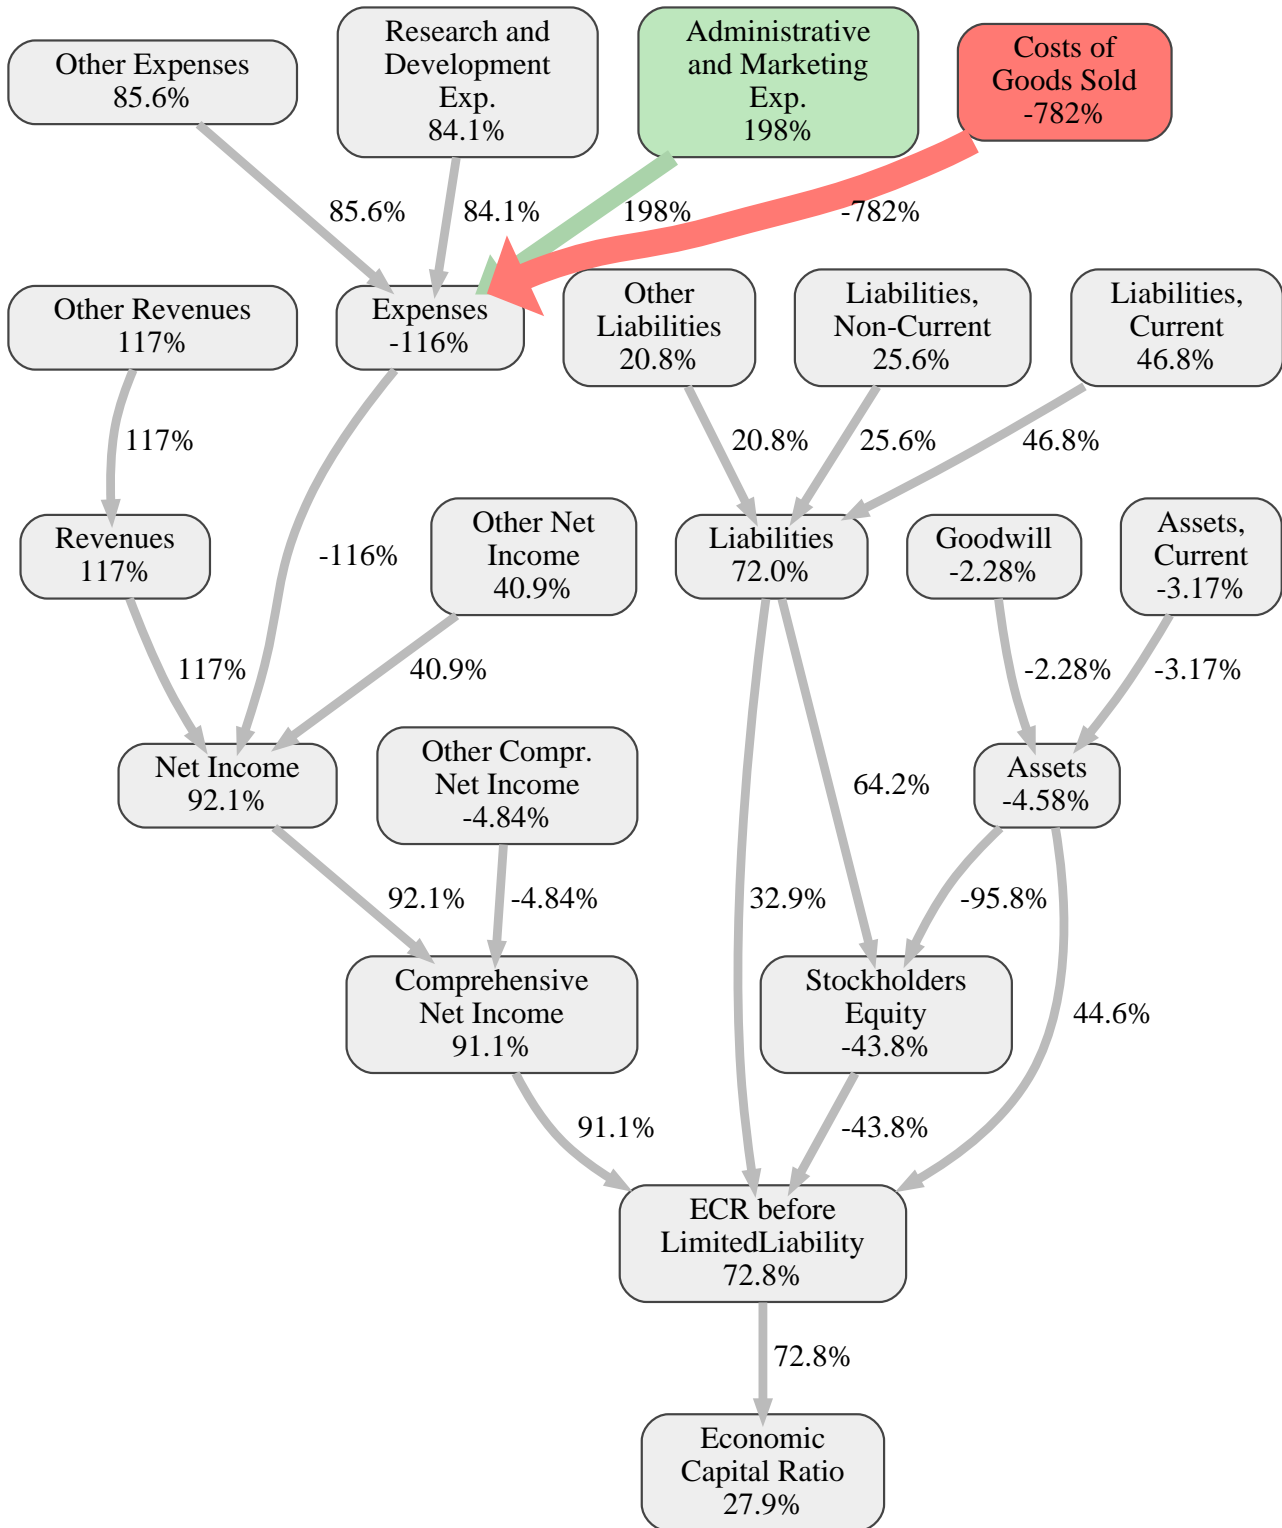 Other Expenses
85.6%
Research and
Development
Exp.
84.1%
Administrative
and Marketing
Exp.
198%
Costs of
Goods Sold
-782%
85.6%
84.1%
198%
-782%
Other Revenues
117%
Expenses
-116%
Other
Liabilities
20.8%
Liabilities,
Non-Current
25.6%
Liabilities,
Current
46.8%
117%
20.8%
25.6%
46.8%
Revenues
117%
-116%
Other Net
Income
40.9%
Liabilities
72.0%
Goodwill
-2.28%
Assets,
Current
-3.17%
117%
40.9%
-2.28%
-3.17%
Net Income
92.1%
Other Compr.
Net Income
-4.84%
64.2%
Assets
-4.58%
92.1%
-4.84%
32.9%
-95.8%
Comprehensive
Net Income
91.1%
Stockholders
Equity
-43.8%
44.6%
91.1%
-43.8%
ECR before
LimitedLiability
72.8%
72.8%
Economic
Capital Ratio
27.9%